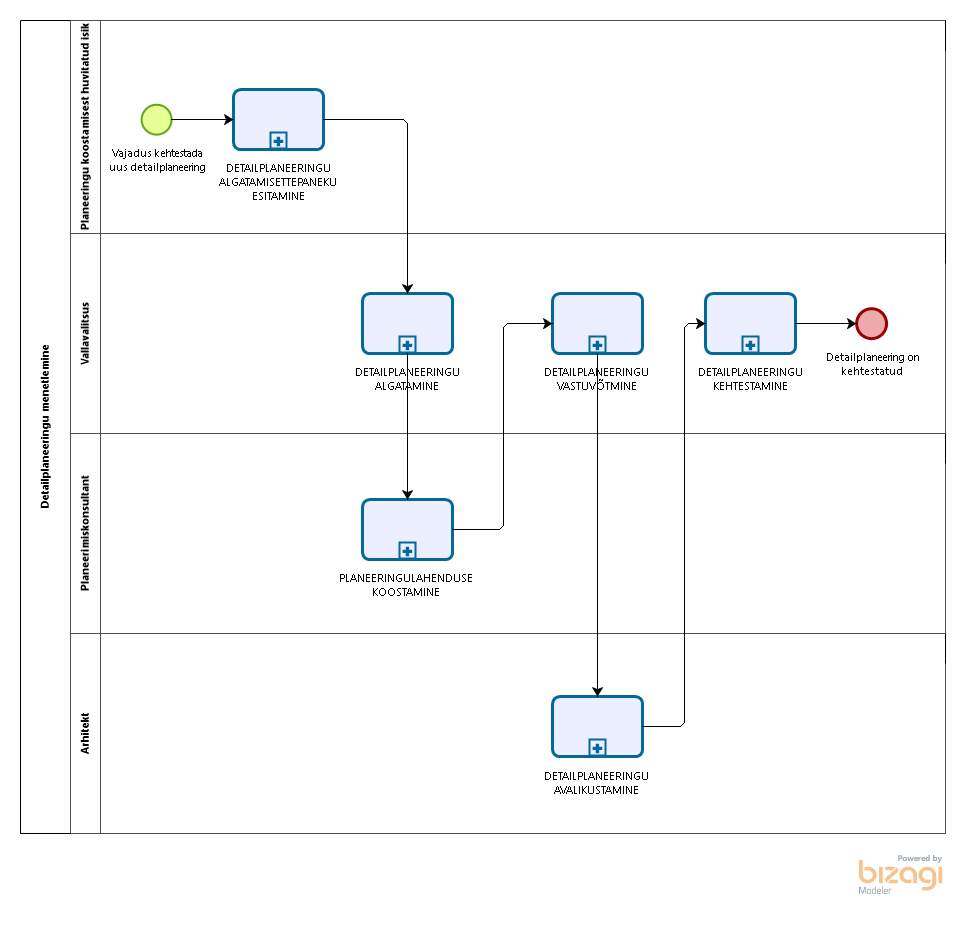 Detailplaneeringu menetlemine
Planeeringu koostamisest huvitatud isik
Vajadus kehtestada
uus detailplaneering
DETAILPLANEERINGU
ALGATAMISETTEPANEKU
ESITAMINE
Vallavalitsus
DETAILPLANEERINGU
ALGATAMINE
DETAILPLANEERINGU
VASTUVÕTMINE
DETAILPLANEERINGU
KEHTESTAMINE
Detailplaneering on
kehtestatud
Planeerimiskonsultant
PLANEERINGULAHENDUSE
KOOSTAMINE
Arhitekt
DETAILPLANEERINGU
AVALIKUSTAMINE
Powered by
bizagi
Modeler